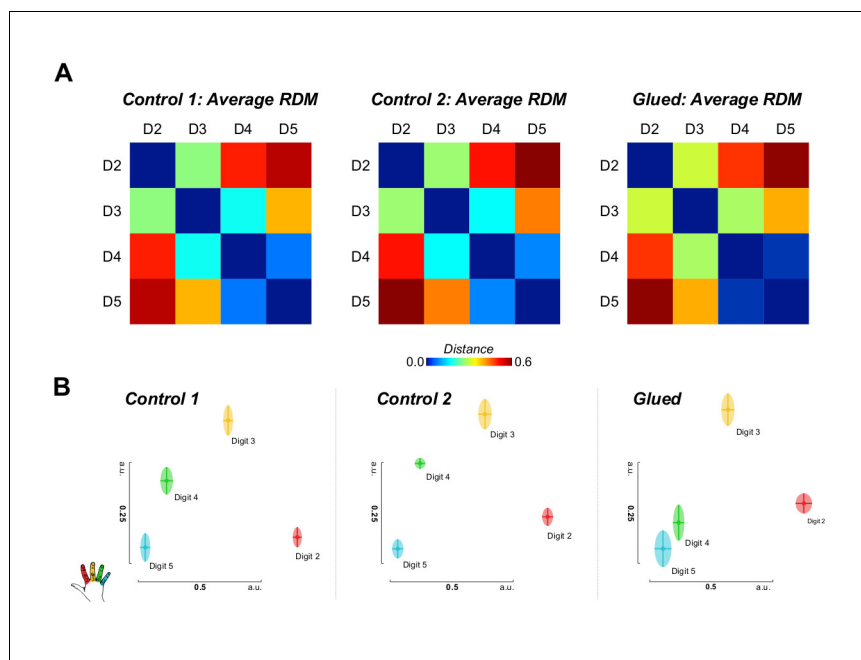 A
Control 1: Average RDM
Control 2: Average RDM
Glued: Average RDM
D2 D3 D4 D5
D2 D3 D4 D5
D2 D3 D4 D5
D2
D3
D4
D5
D2
D3
D4
D5
D2
D3
D4
D5
Distance
0.0
0.6
B
Control 1
Control 2
Glued
Digit 3
Digit 4
Digit 5
Digit 2
a.u.
0.25
0.5
a.u.
Digit 3
Digit 4
Digit 2
Digit 5
a.u.
0.25
0.5
a.u.
Digit 3
Digit 2
Digit 4
Digit 5
a.u.
0.25
0.5
a.u.